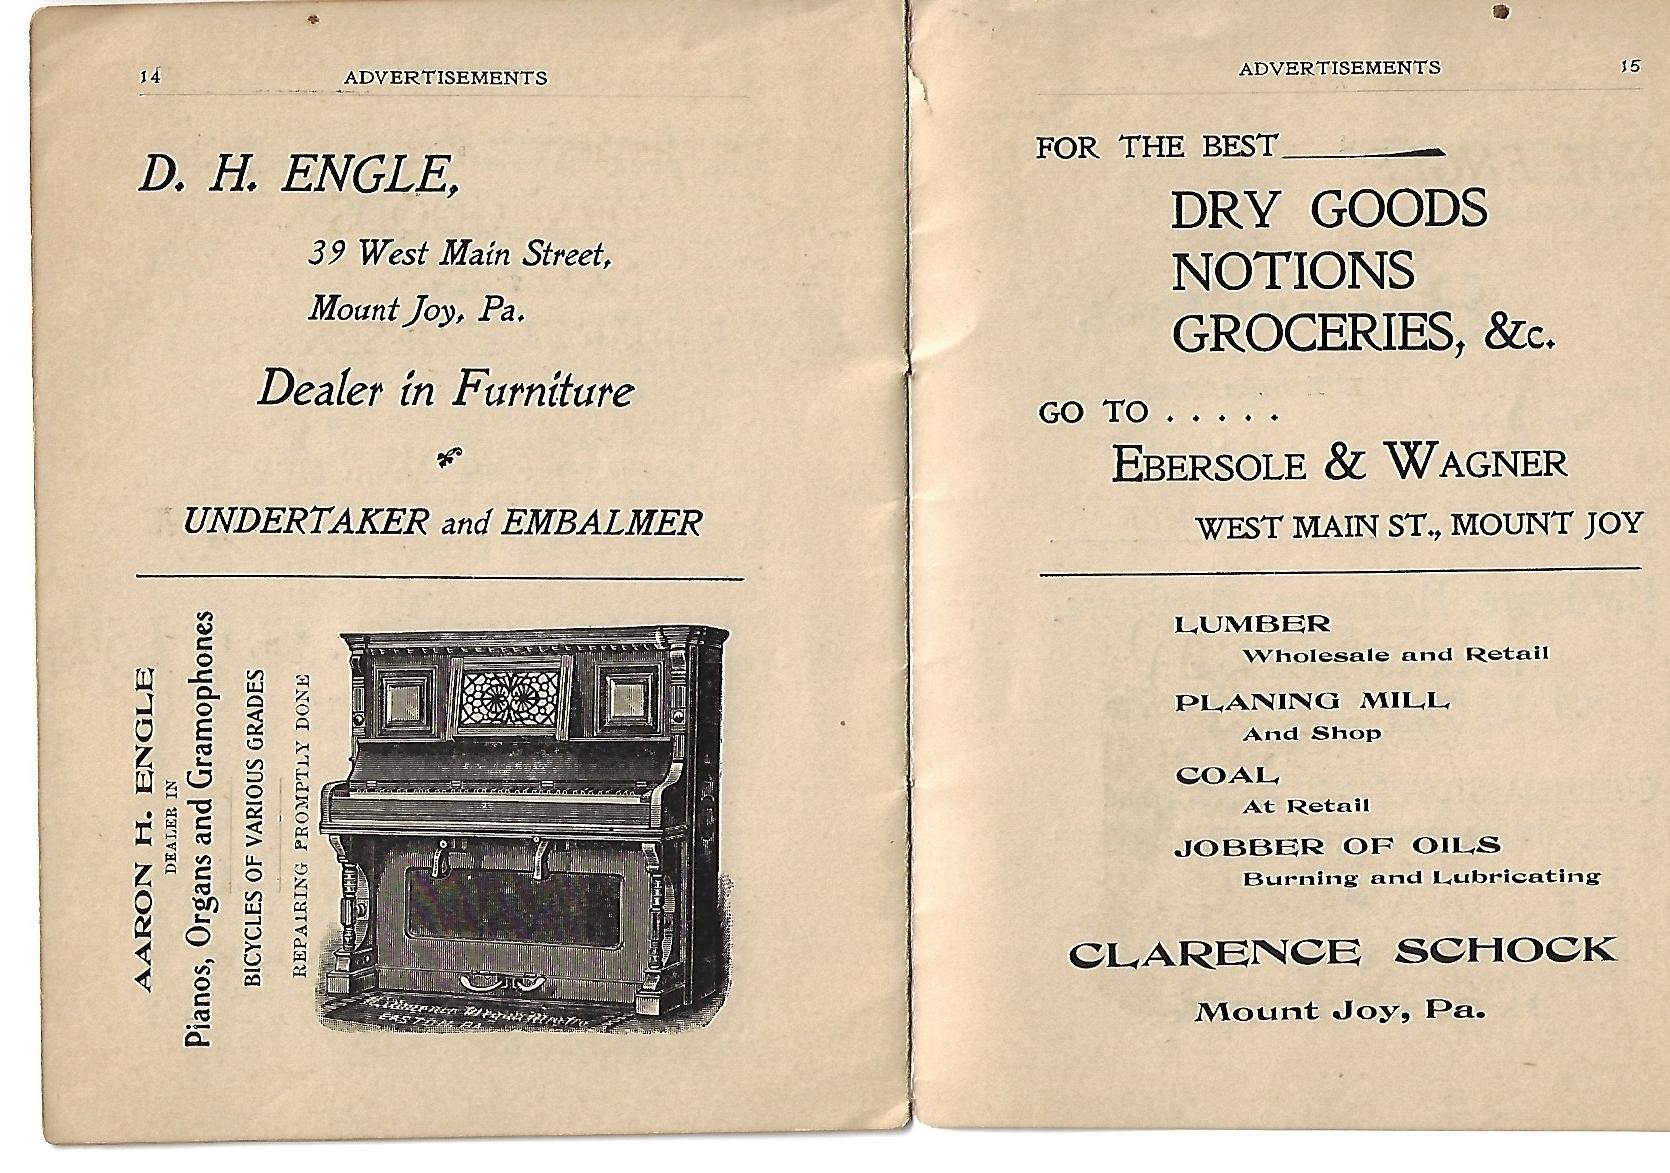 14 ADVERTISEMENTS
D. H. ENGLE,
39 West Main Street,
Mount Joy, Pa.
Dealer in Furniture
UNDERTAKER and EMBALMER
AARON H. ENGLE
DEALER IN
Pianos, Organs and Gramophones
BICYCLES OF VARIOUS GRADES
REPAIRING PROMPTLY DONE
EASTON PA
ADVERTISEMENTS 15
FOR THE BEST
DRY GOODS
NOTIONS
GROCERIES, &c.
GO TO . . . . .
EBERSOLE & WAGNER
WEST MAIN ST., MOUNT JOY
LUMBER
Wholesale and Retail
PLANING MILL
And Shop
COAL
At Retail
JOBBER OF OILS
Burning and Lubricating
CLARENCE SCHOCK
Mount Joy, Pa.